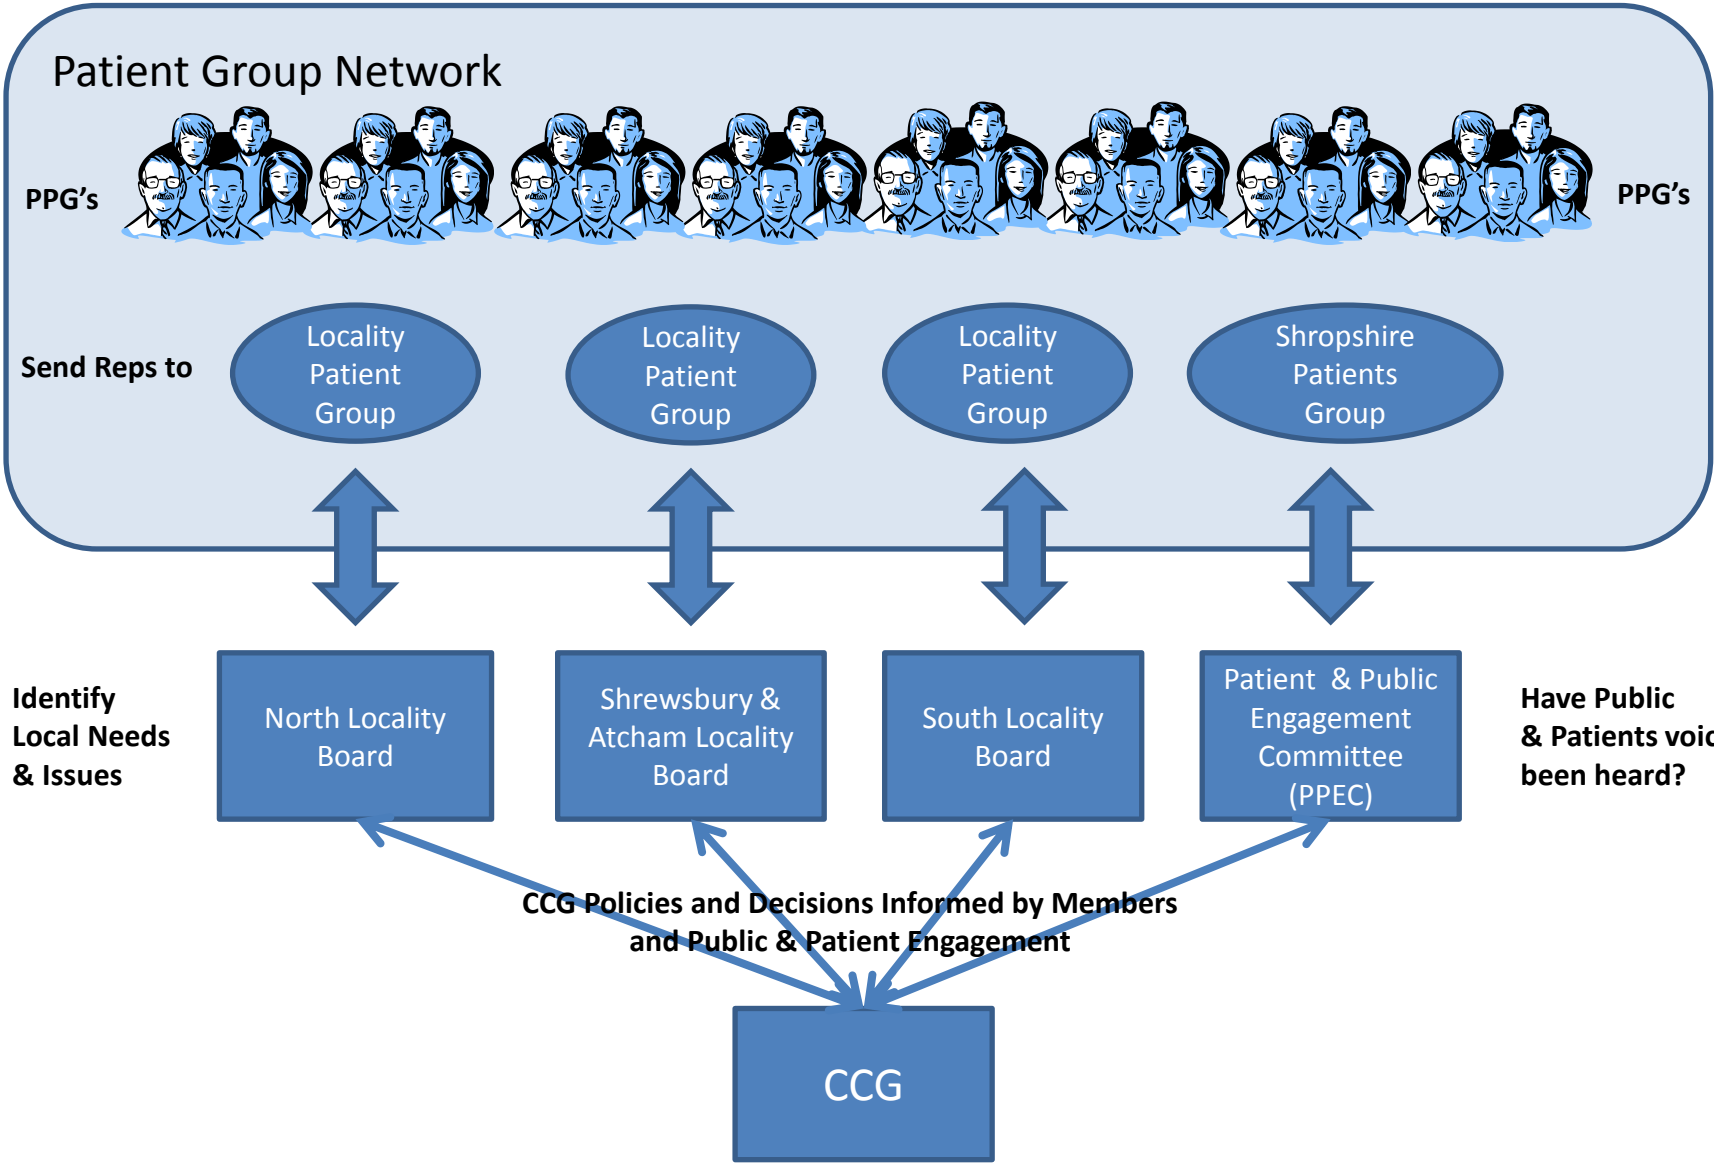 Patient Group Network
PPG's
PPG's
Send Reps to
Locality
Patient
Group
Locality
Patient
Group
Locality
Patient
Group
Shropshire
Patients
Group
Identify
Local Needs
& Issues
North Locality
Board
Shrewsbury &
Atcham Locality
Board
South Locality
Board
Patient & Public
Engagement
Committee
(PPEC)
Have Public
& Patients voic
been heard?
CCG Policies and Decisions Informed by Members
and Public & Patient Engagement
CCG